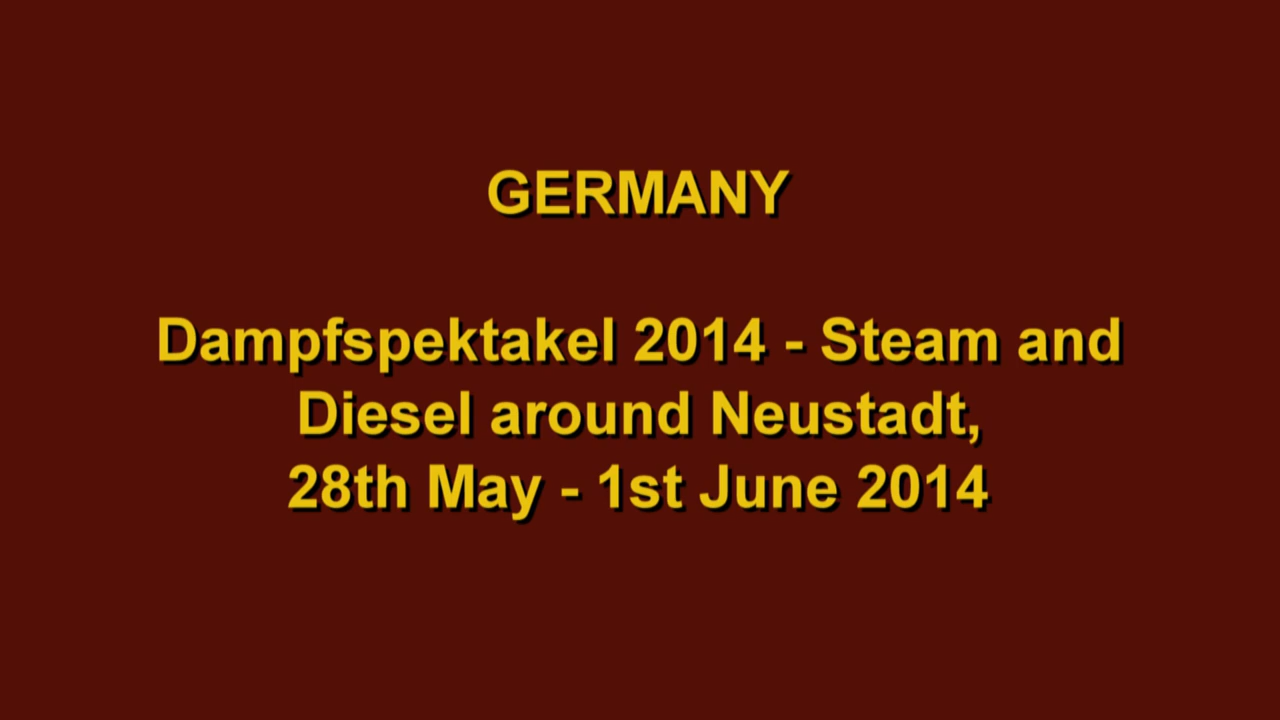 GERMANY
Dampfspektakel 2014 - Steam and
Diesel around Neustadt,
28th May - 1st June 2014